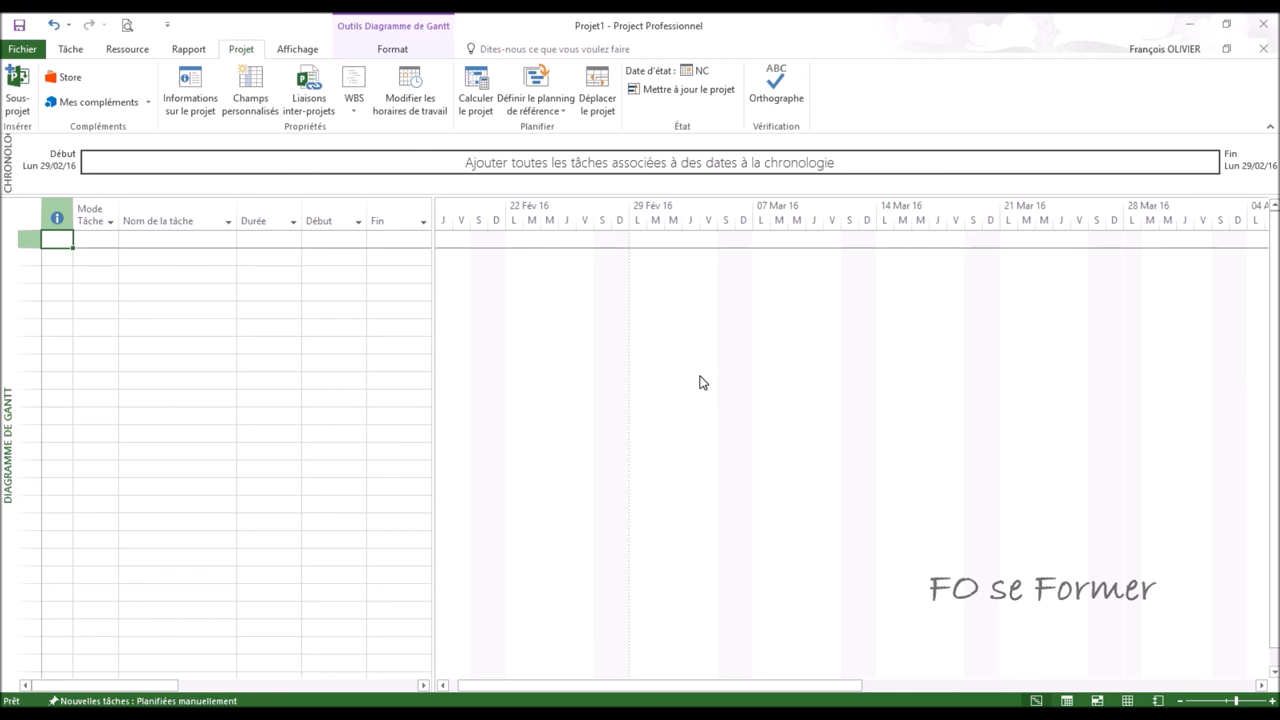 Outils Diagramme de Gantt
Projet1 - Project Professionnel
Fichier Tâche Ressource Rapport Projet Affichage Format Dites-nous ce que vous voulez faire François OLIVIER
Sous-projet
Store
Mes compléments
Informations sur le projet
Champs personnalisés
Liaisons inter-projets
WBS
Modifier les horaires de travail
Calculer le projet
Définir le planning de référence
Déplacer le projet
Date d'état : NC
Mettre à jour le projet
ABC
Orthographe
Insérer Compléments Propriétés Planifier État Vérification
Début
Lun 29/02/16
Ajouter toutes les tâches associées à des dates à la chronologie
Fin
Lun 29/02/16
Mode Tâche Nom de la tâche Durée Début Fin
22 Fév 16 29 Fév 16 07 Mar 16 14 Mar 16 21 Mar 16 28 Mar 16
J V S D L M M J V S D L M M J V S D L M M J V S D L M M J V S D L M M J V S D L M M J V S D L
DIAGRAMME DE GANTT
FO se Former
Prêt Nouvelles tâches : Planifiées manuellement